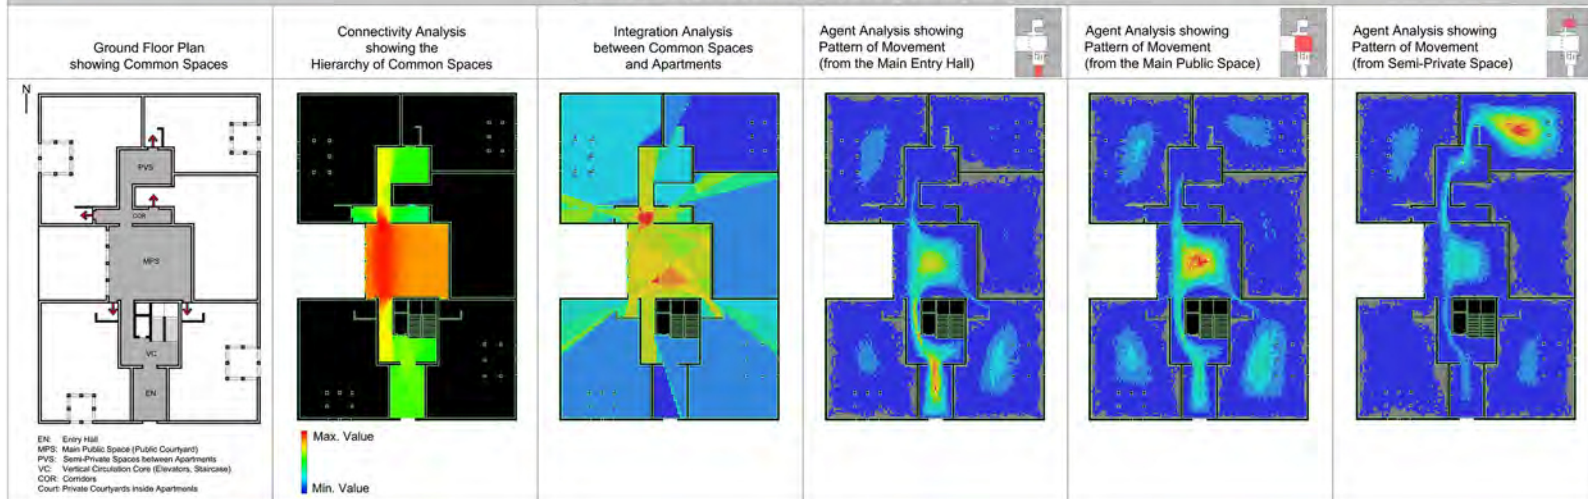 Ground Floor Plan
showing Common Spaces
Connectivity Analysis
showing the
Hierarchy of Common Spaces
Integration Analysis
between Common Spaces
and Apartments
Agent Analysis showing
Pattern of Movement
(from the Main Entry Hall)
Agent Analysis showing
Pattern of Movement
(from the Main Public Space)
Agent Analysis showing
Pattern of Movement
(from Semi-Private Space)
N
PVS
COR
MPS
VC
EN
EN: Entry Hall
MPS: Main Public Space (Public Courtyard)
PVS: Semi-Private Spaces between Apartments
VC: Vertical Circulation Core (Elevators, Staircase)
COR: Corridors
Court: Private Courtyards Inside Apartments
Max. Value
Min. Value